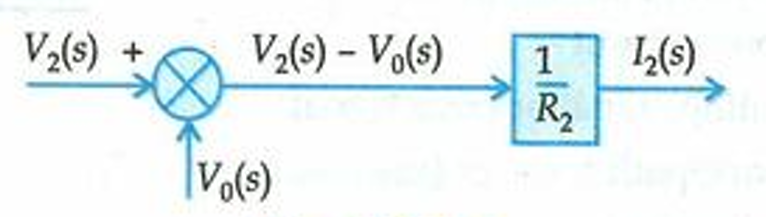 V₂(s) +
V₂(s) – V₀(s)
1
R₂
I₂(s)
V₀(s)